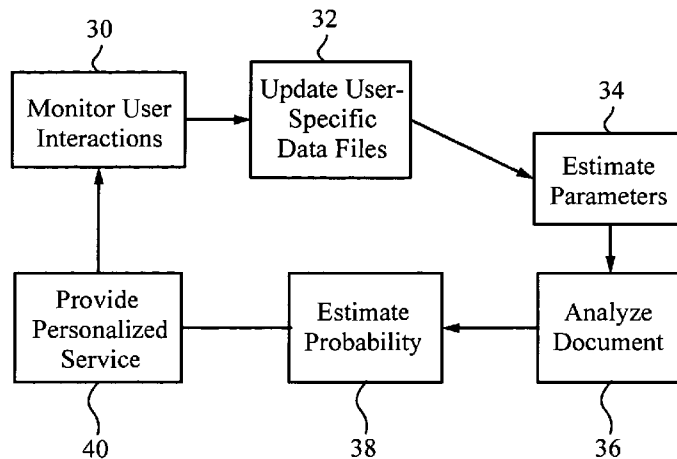 30
Monitor User
Interactions
32
Update User-
Specific
Data Files
34
Estimate
Parameters
Provide
Personalized
Service
40
Estimate
Probability
38
Analyze
Document
36